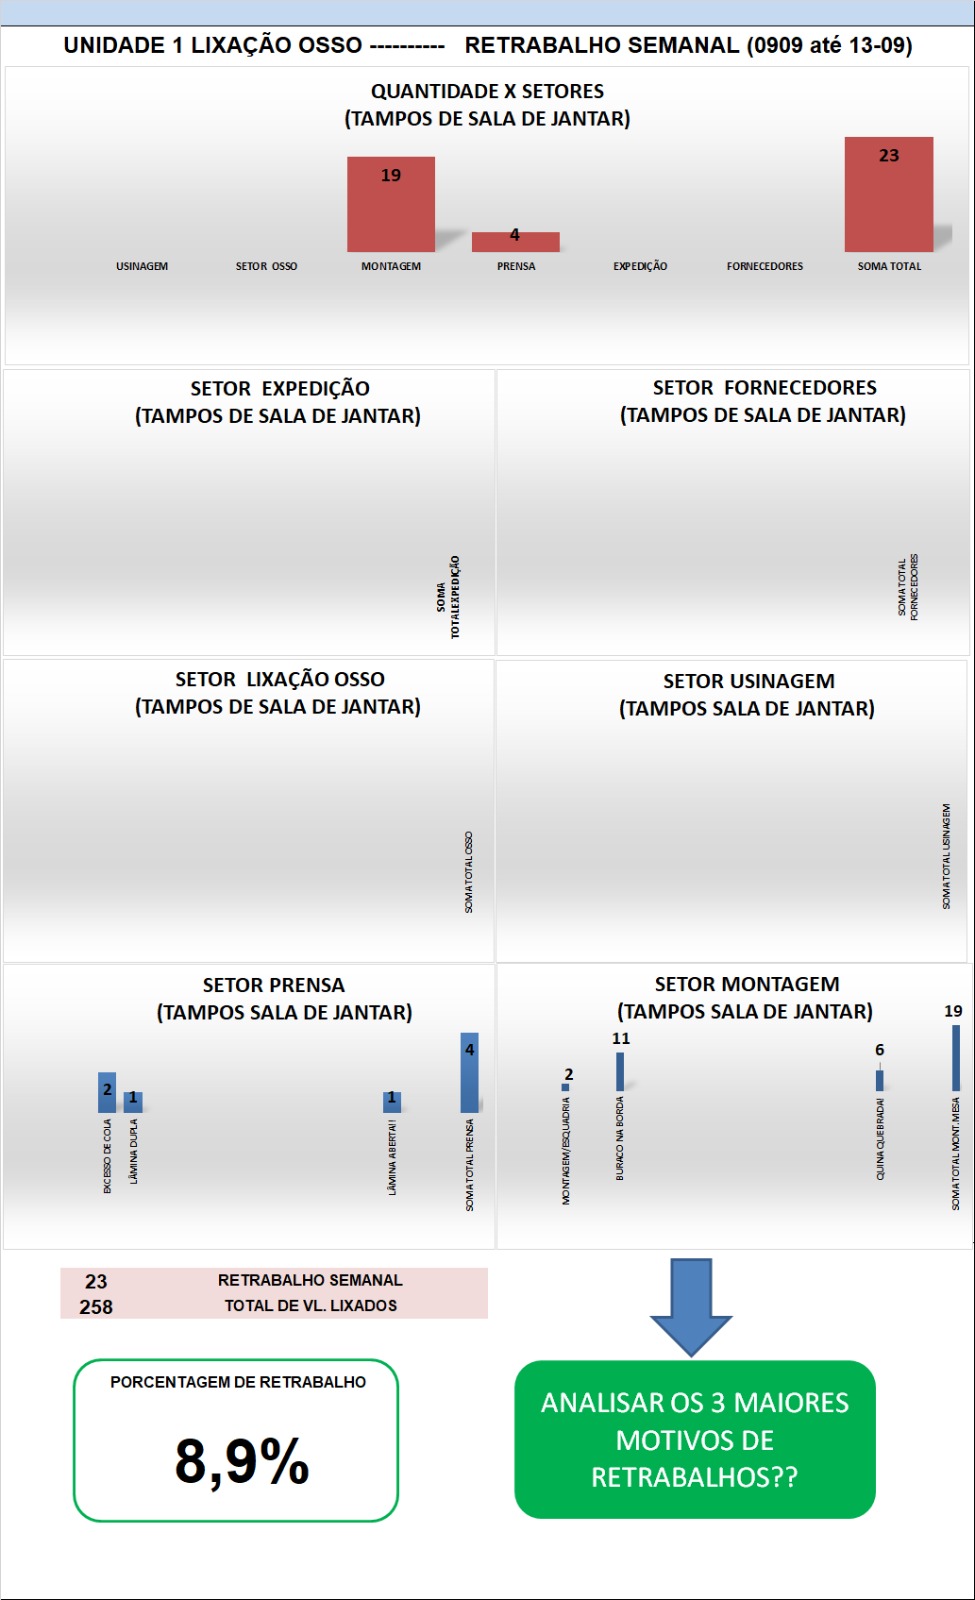 UNIDADE 1 LIXAÇÃO OSSO ---------- RETRABALHO SEMANAL (0909 até 13-09)
QUANTIDADE X SETORES
(TAMPOS DE SALA DE JANTAR)
19
4
23
USINAGEM
SETOR OSSO
MONTAGEM
PRENSA
EXPEDIÇÃO
FORNECEDORES
SOMA TOTAL
SETOR EXPEDIÇÃO
(TAMPOS DE SALA DE JANTAR)
SOMA
TOTALEXPEDIÇÃO
SETOR FORNECEDORES
(TAMPOS DE SALA DE JANTAR)
SOMA TOTAL
FORNECEDORES
SETOR LIXAÇÃO OSSO
(TAMPOS DE SALA DE JANTAR)
SOMA TOTAL OSSO
SETOR USINAGEM
(TAMPOS SALA DE JANTAR)
SOMA TOTAL USINAGEM
SETOR PRENSA
(TAMPOS SALA DE JANTAR)
2
1
1
4
EXCESSO DE COLA
LÂMINA DUPLA
LÂMINA ABERTA!!
SOMA TOTAL PRENSA
SETOR MONTAGEM
(TAMPOS SALA DE JANTAR)
2
11
6
19
MONTAGEM/ESQUADRIA
BURACO NA BORDA
QUINA QUEBRADA!
SOMA TOTAL MONT.MESA
23 RETRABALHO SEMANAL
258 TOTAL DE VL. LIXADOS
PORCENTAGEM DE RETRABALHO
8,9%
ANALISAR OS 3 MAIORES
MOTIVOS DE
RETRABALHOS??